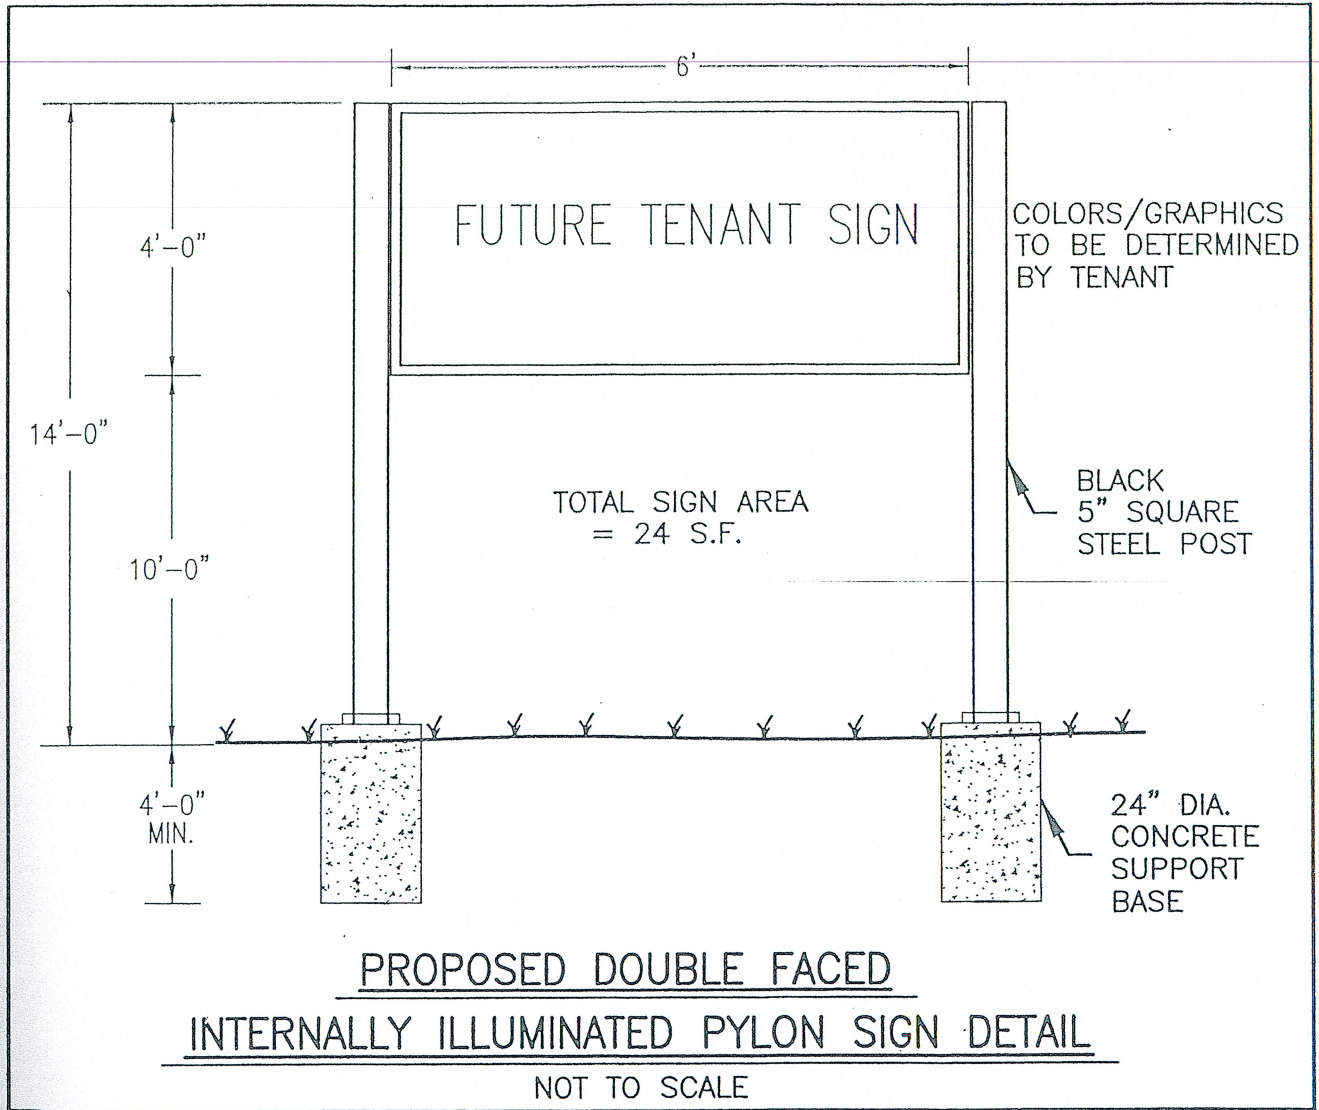 6'
FUTURE TENANT SIGN
COLORS/GRAPHICS
TO BE DETERMINED
BY TENANT
4'-0"
14'-0"
10'-0"
TOTAL SIGN AREA
= 24 S.F.
BLACK
5" SQUARE
STEEL POST
4'-0"
MIN.
24" DIA.
CONCRETE
SUPPORT
BASE
PROPOSED DOUBLE FACED
INTERNALLY ILLUMINATED PYLON SIGN DETAIL
NOT TO SCALE